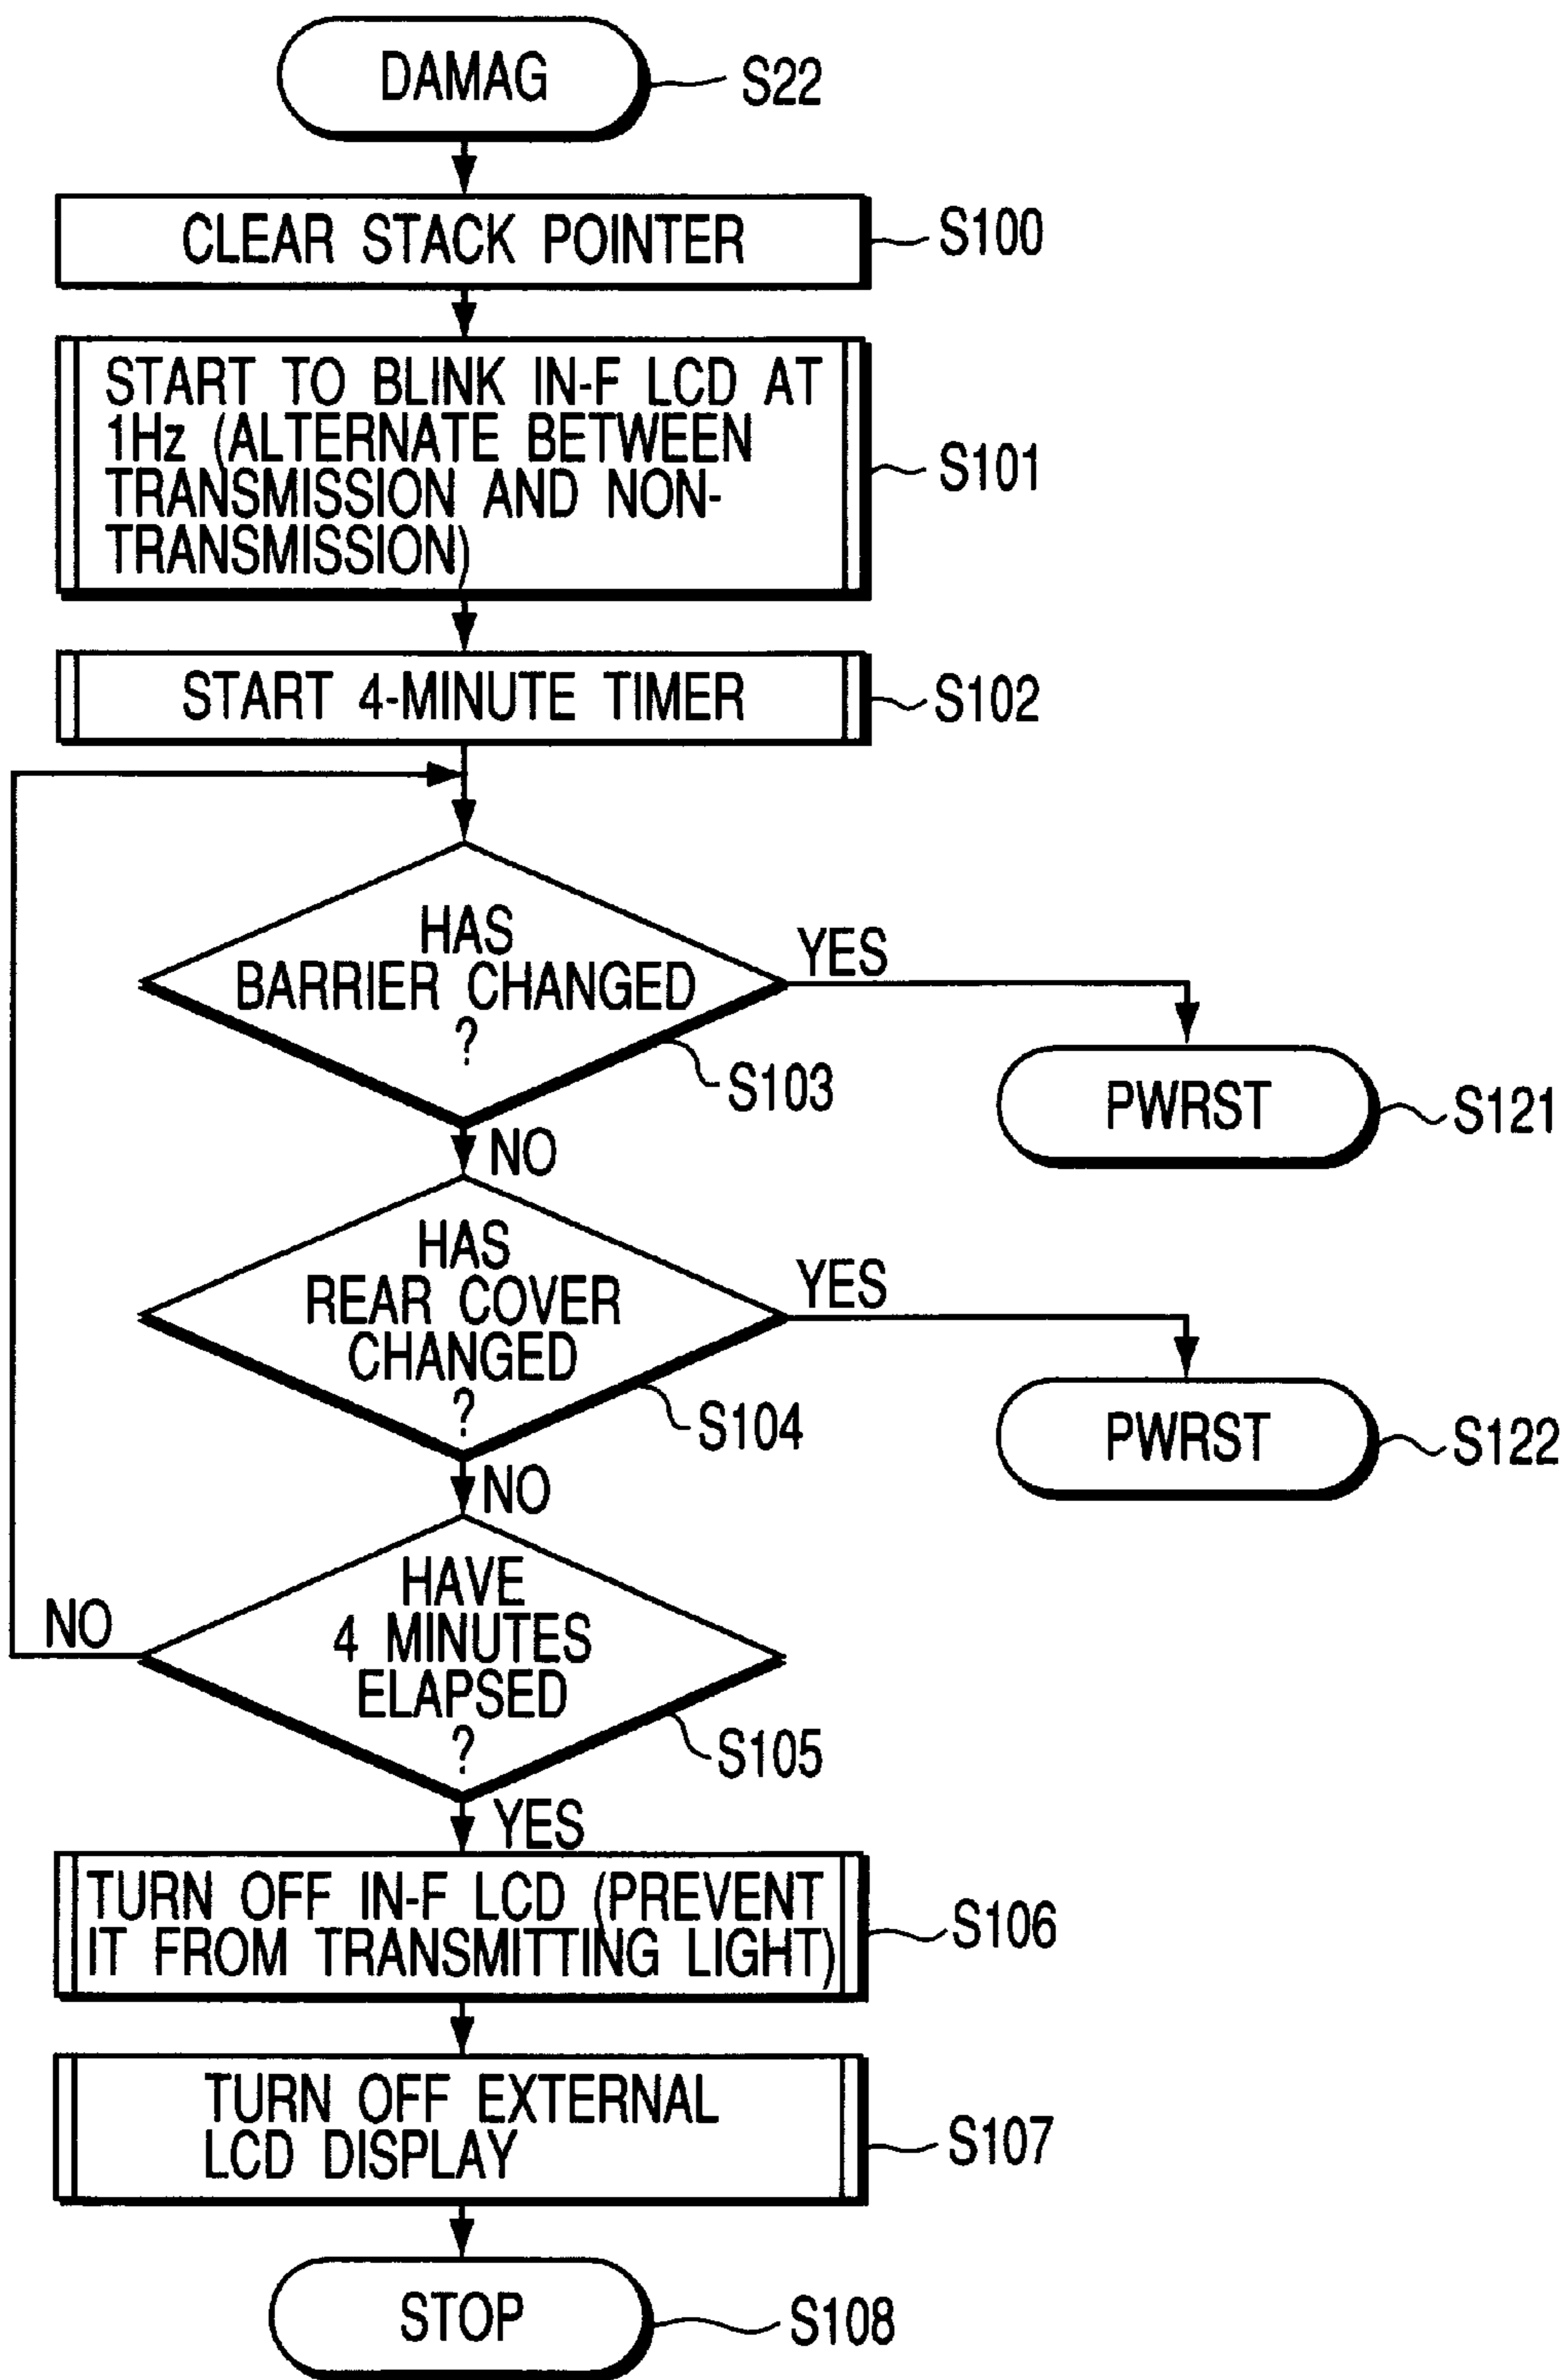 DAMAG
S22
CLEAR STACK POINTER
S100
START TO BLINK IN-F LCD AT
1Hz (ALTERNATE BETWEEN
TRANSMISSION AND NON-
TRANSMISSION)
S101
START 4-MINUTE TIMER
S102
HAS
BARRIER CHANGED
?
YES
S103
PWRST
S121
NO
HAS
REAR COVER
CHANGED
?
YES
S104
PWRST
S122
NO
HAVE
4 MINUTES
ELAPSED
?
NO
S105
YES
TURN OFF IN-F LCD (PREVENT
IT FROM TRANSMITTING LIGHT)
S106
TURN OFF EXTERNAL
LCD DISPLAY
S107
STOP
S108